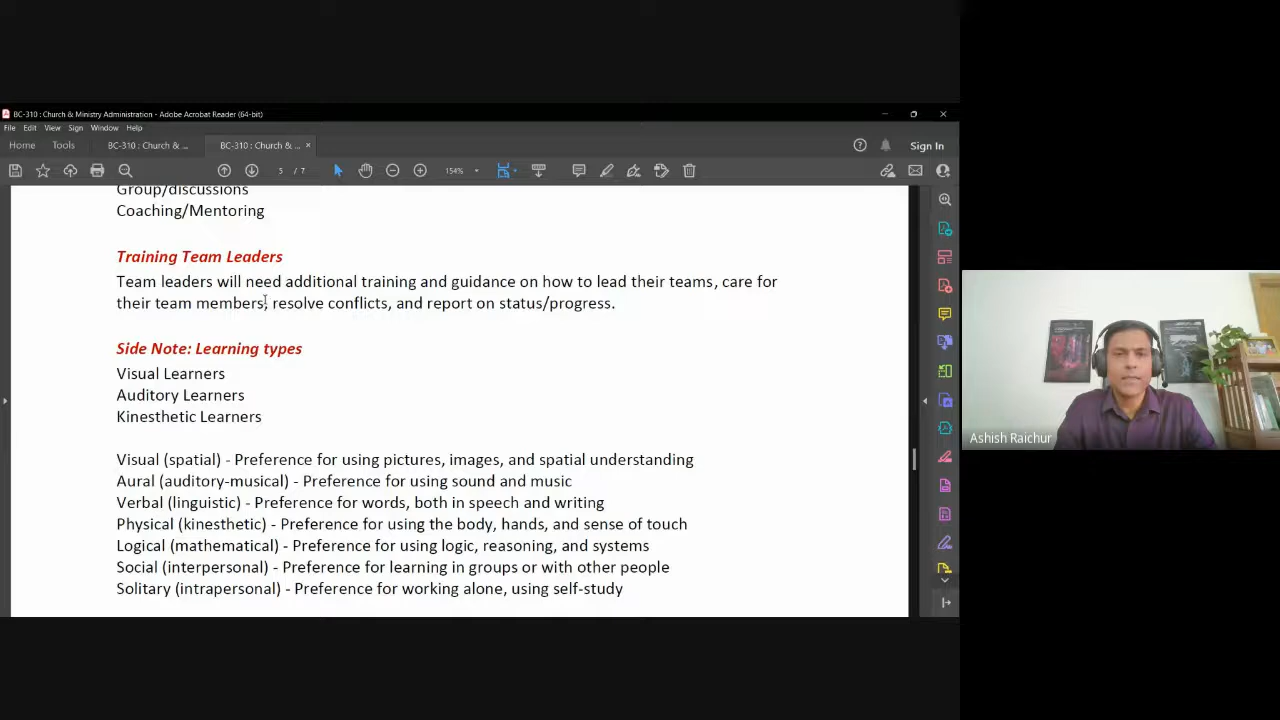 BC-310 : Church & Ministry Administration - Adobe Acrobat Reader (64-bit)
File Edit View Sign Window Help
Home Tools BC-310 : Church & ... BC-310 : Church & ... × Sign In
5 / 7 154%
Group/discussions
Coaching/Mentoring
Training Team Leaders
Team leaders will need additional training and guidance on how to lead their teams, care for
their team members, resolve conflicts, and report on status/progress.
Side Note: Learning types
Visual Learners
Auditory Learners
Kinesthetic Learners
Visual (spatial) - Preference for using pictures, images, and spatial understanding
Aural (auditory-musical) - Preference for using sound and music
Verbal (linguistic) - Preference for words, both in speech and writing
Physical (kinesthetic) - Preference for using the body, hands, and sense of touch
Logical (mathematical) - Preference for using logic, reasoning, and systems
Social (interpersonal) - Preference for learning in groups or with other people
Solitary (intrapersonal) - Preference for working alone, using self-study
Ashish Raichur